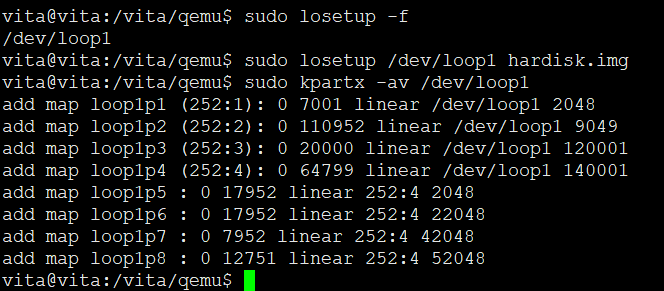 vita@vita:/vita/qemu$ sudo losetup -f
/dev/loop1
vita@vita:/vita/qemu$ sudo losetup /dev/loop1 hardisk.img
vita@vita:/vita/qemu$ sudo kpartx -av /dev/loop1
add map loop1p1 (252:1): 0 7001 linear /dev/loop1 2048
add map loop1p2 (252:2): 0 110952 linear /dev/loop1 9049
add map loop1p3 (252:3): 0 20000 linear /dev/loop1 120001
add map loop1p4 (252:4): 0 64799 linear /dev/loop1 140001
add map loop1p5 : 0 17952 linear 252:4 2048
add map loop1p6 : 0 17952 linear 252:4 22048
add map loop1p7 : 0 7952 linear 252:4 42048
add map loop1p8 : 0 12751 linear 252:4 52048
vita@vita:/vita/qemu$